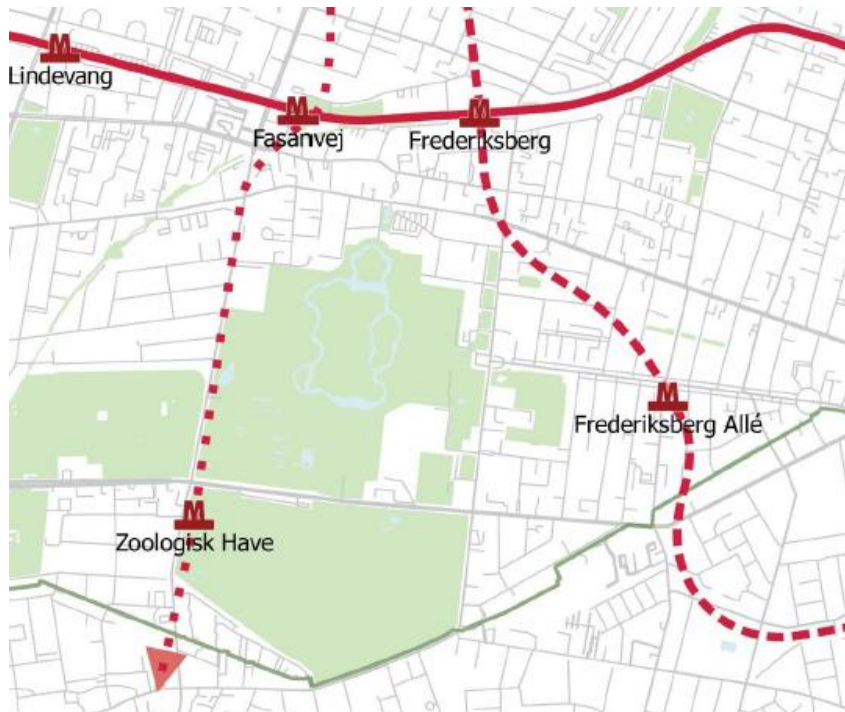 M
Lindevang
M
Fasanvej
M
Frederiksberg
M
Frederiksberg Allé
M
Zoologisk Have